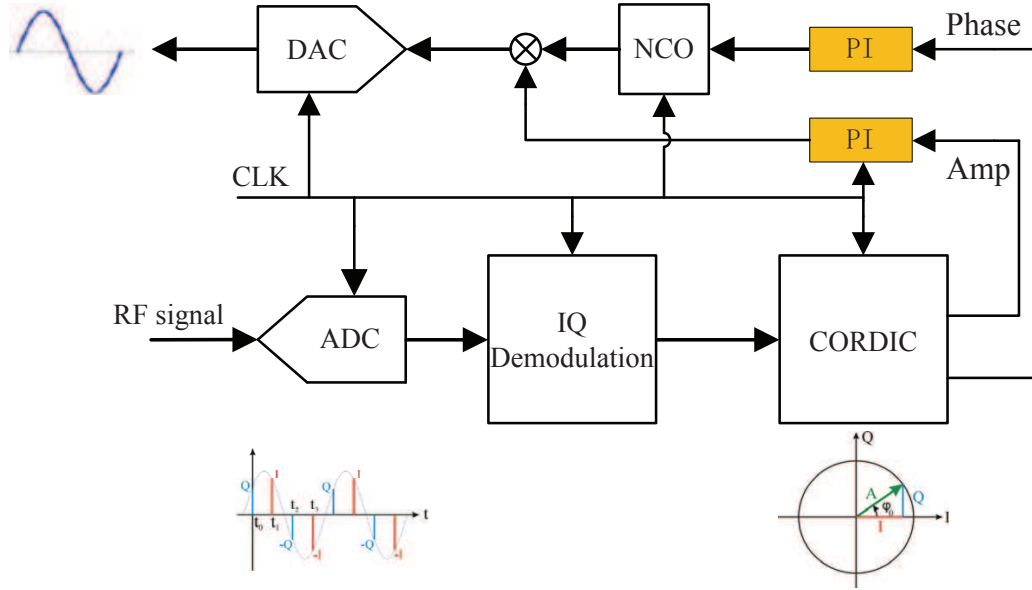 DAC
NCO
PI
Phase
PI
Amp
CLK
RF signal
ADC
IQ
Demodulation
CORDIC
Q
I
Q
I
t₀
t₁
t₂
t₃
t
-Q
-I
-Q
-I
Q
A
Q
φ₀
I
I